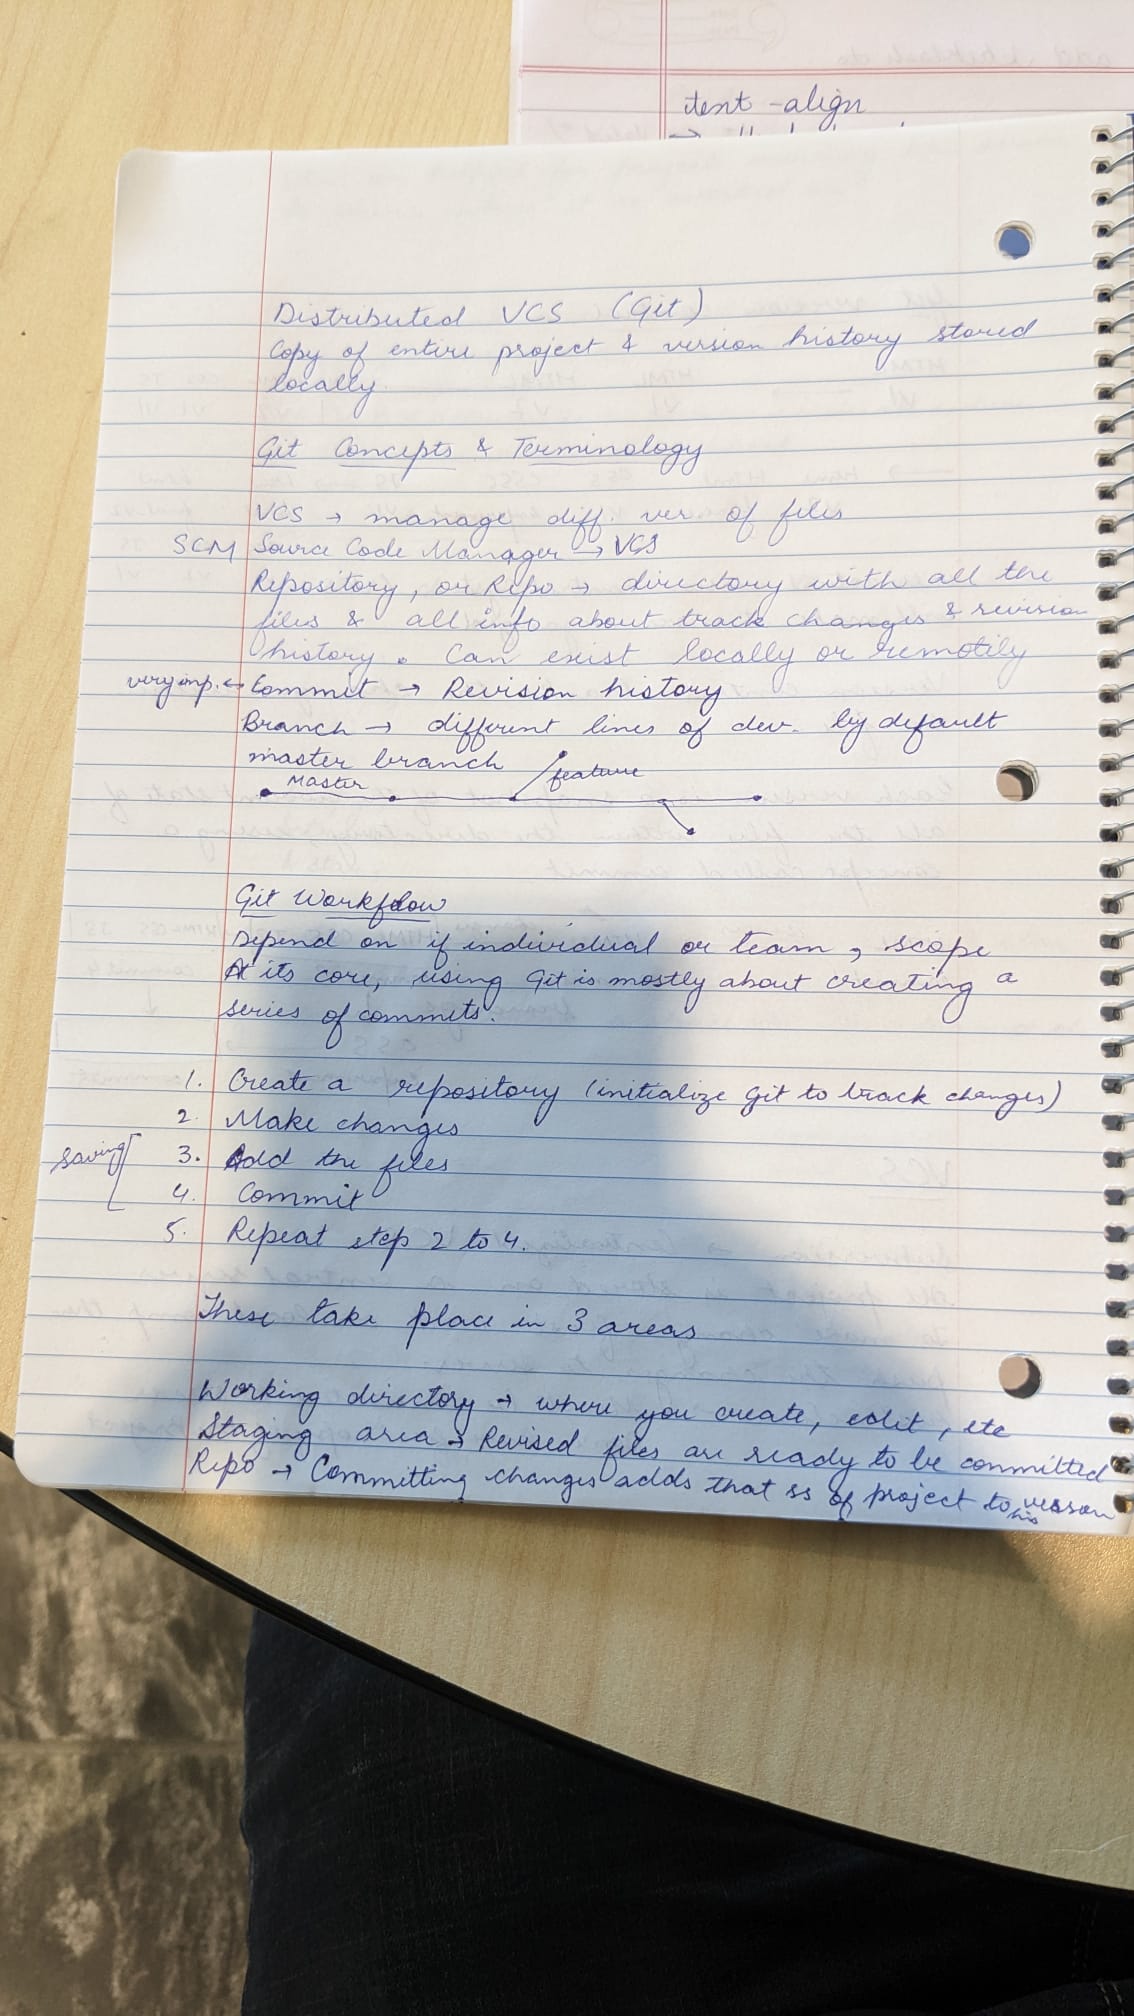 text-align
Distributed VCS (Git)
Copy of entire project & version history stored
locally.
Git Concepts & Terminology
VCS → manage diff. ver of files
SCM Source Code Manager → VCS
Repository, or Repo → directory with all the
files & all info about track changes & revision
history. Can exist locally or remotely
very imp. ↔ Commit → Revision history
Branch → different lines of dev. by default
master branch
Master feature
Git Workflow
Depend on if individual or team, scope
At its core, using Git is mostly about creating a
series of commits.
1. Create a repository (initialize git to track changes)
2. Make changes
saving 3. Add the files
4. Commit
5. Repeat step 2 to 4.
These take place in 3 areas
Working directory → where you create, edit, etc
Staging area → Revised files are ready to be committed
Repo → Committing changes adds that ss of project to version
his